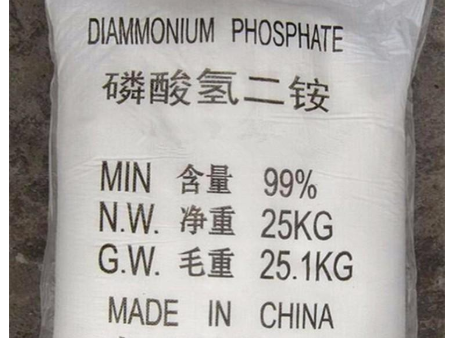 DIAMMONIUM PHOSPHATE
磷酸氢二铵
MIN 含量 99%
N.W. 净重 25KG
G.W. 毛重 25.1KG
MADE IN CHINA